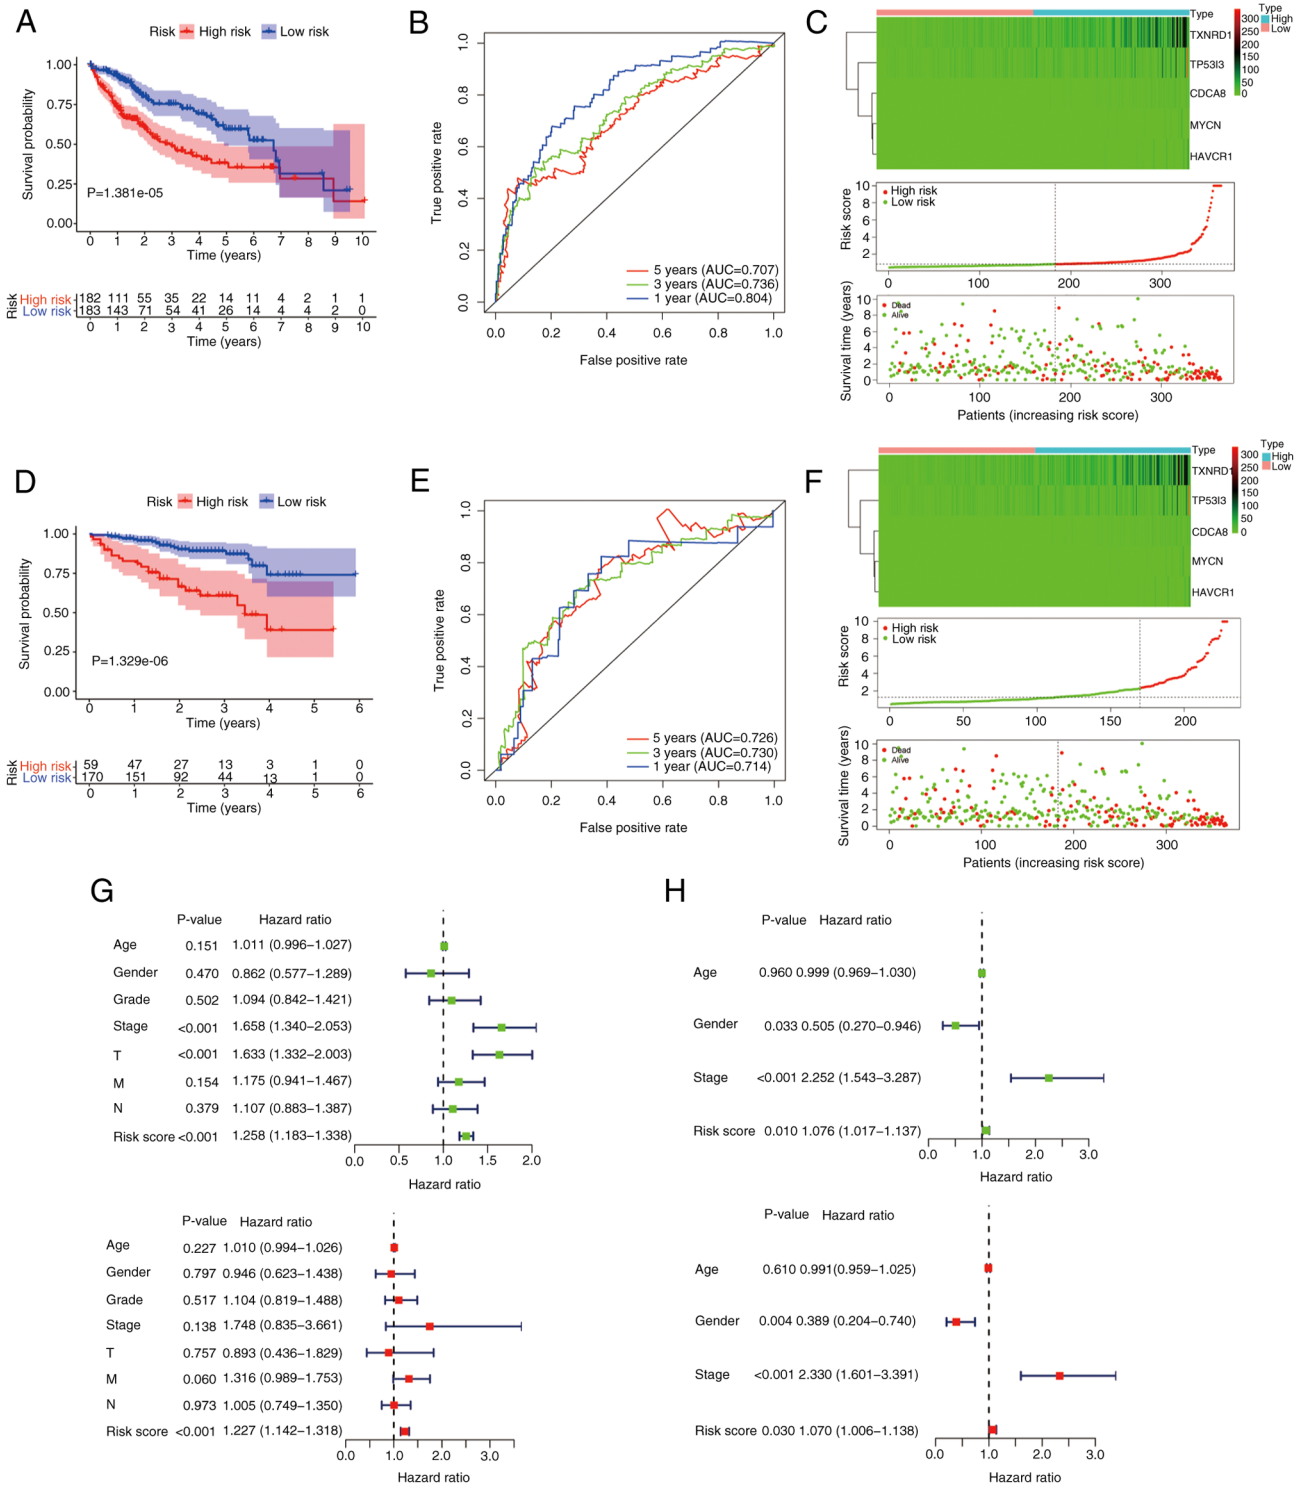 A
Risk High risk Low risk
Survival probability
1.00
0.75
0.50
0.25
0.00
P=1.381e-05
0 1 2 3 4 5 6 7 8 9 10
Time (years)
Risk
High risk 182 111 55 35 22 14 11 4 2 1 1
Low risk 183 143 71 54 41 26 14 4 4 2 0
0 1 2 3 4 5 6 7 8 9 10
Time (years)
B
True positive rate
1.0
0.8
0.6
0.4
0.2
0.0
5 years (AUC=0.707)
3 years (AUC=0.736)
1 year (AUC=0.804)
0.0 0.2 0.4 0.6 0.8 1.0
False positive rate
C
Type
TXNRD1
TP53I3
CDCA8
MYCN
HAVCR1
300
250
200
150
100
50
0
Type
High
Low
Risk score
10
8
6
4
2
High risk
Low risk
0 100 200 300
Survival time (years)
10
8
6
4
2
0
Dead
Alive
0 100 200 300
Patients (increasing risk score)
D
Risk High risk Low risk
Survival probability
1.00
0.75
0.50
0.25
0.00
P=1.329e-06
0 1 2 3 4 5 6
Time (years)
Risk
High risk 59 47 27 13 3 1 0
Low risk 170 151 92 44 13 1 0
0 1 2 3 4 5 6
Time (years)
E
True positive rate
1.0
0.8
0.6
0.4
0.2
0.0
5 years (AUC=0.726)
3 years (AUC=0.730)
1 year (AUC=0.714)
0.0 0.2 0.4 0.6 0.8 1.0
False positive rate
F
Type
TXNRD1
TP53I3
CDCA8
MYCN
HAVCR1
300
250
200
150
100
50
0
Type
High
Low
Risk score
10
8
6
4
2
High risk
Low risk
0 50 100 150 200
Survival time (years)
10
8
6
4
2
0
Dead
Alive
0 100 200 300
Patients (increasing risk score)
G
P-value Hazard ratio
Age 0.151 1.011 (0.996–1.027)
Gender 0.470 0.862 (0.577–1.289)
Grade 0.502 1.094 (0.842–1.421)
Stage <0.001 1.658 (1.340–2.053)
T <0.001 1.633 (1.332–2.003)
M 0.154 1.175 (0.941–1.467)
N 0.379 1.107 (0.883–1.387)
Risk score <0.001 1.258 (1.183–1.338)
0.0 0.5 1.0 1.5 2.0
Hazard ratio
P-value Hazard ratio
Age 0.227 1.010 (0.994–1.026)
Gender 0.797 0.946 (0.623–1.438)
Grade 0.517 1.104 (0.819–1.488)
Stage 0.138 1.748 (0.835–3.661)
T 0.757 0.893 (0.436–1.829)
M 0.060 1.316 (0.989–1.753)
N 0.973 1.005 (0.749–1.350)
Risk score <0.001 1.227 (1.142–1.318)
0.0 1.0 2.0 3.0
Hazard ratio
H
P-value Hazard ratio
Age 0.960 0.999 (0.969–1.030)
Gender 0.033 0.505 (0.270–0.946)
Stage <0.001 2.252 (1.543–3.287)
Risk score 0.010 1.076 (1.017–1.137)
0.0 1.0 2.0 3.0
Hazard ratio
P-value Hazard ratio
Age 0.610 0.991(0.959–1.025)
Gender 0.004 0.389 (0.204–0.740)
Stage <0.001 2.330 (1.601–3.391)
Risk score 0.030 1.070 (1.006–1.138)
0.0 1.0 2.0 3.0
Hazard ratio